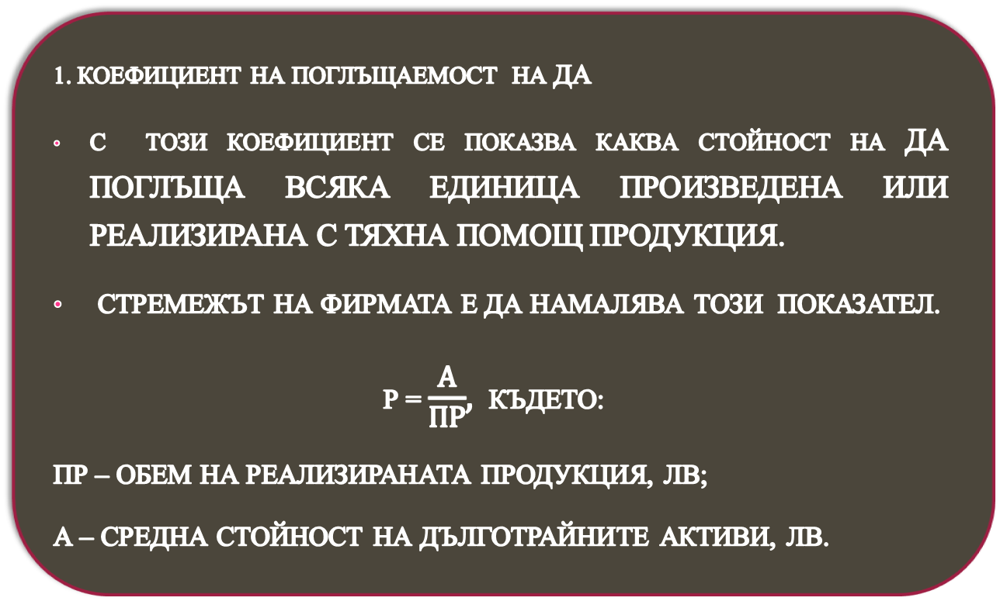 1. КОЕФИЦИЕНТ НА ПОГЛЪЩАЕМОСТ НА ДА
• С ТОЗИ КОЕФИЦИЕНТ СЕ ПОКАЗВА КАКВА СТОЙНОСТ НА ДА
ПОГЛЪЩА ВСЯКА ЕДИНИЦА ПРОИЗВЕДЕНА ИЛИ
РЕАЛИЗИРАНА С ТЯХНА ПОМОЩ ПРОДУКЦИЯ.
• СТРЕМЕЖЪТ НА ФИРМАТА Е ДА НАМАЛЯВА ТОЗИ ПОКАЗАТЕЛ.
Р = А/ПР, КЪДЕТО:
ПР – ОБЕМ НА РЕАЛИЗИРАНАТА ПРОДУКЦИЯ, ЛВ;
А – СРЕДНА СТОЙНОСТ НА ДЪЛГОТРАЙНИТЕ АКТИВИ, ЛВ.